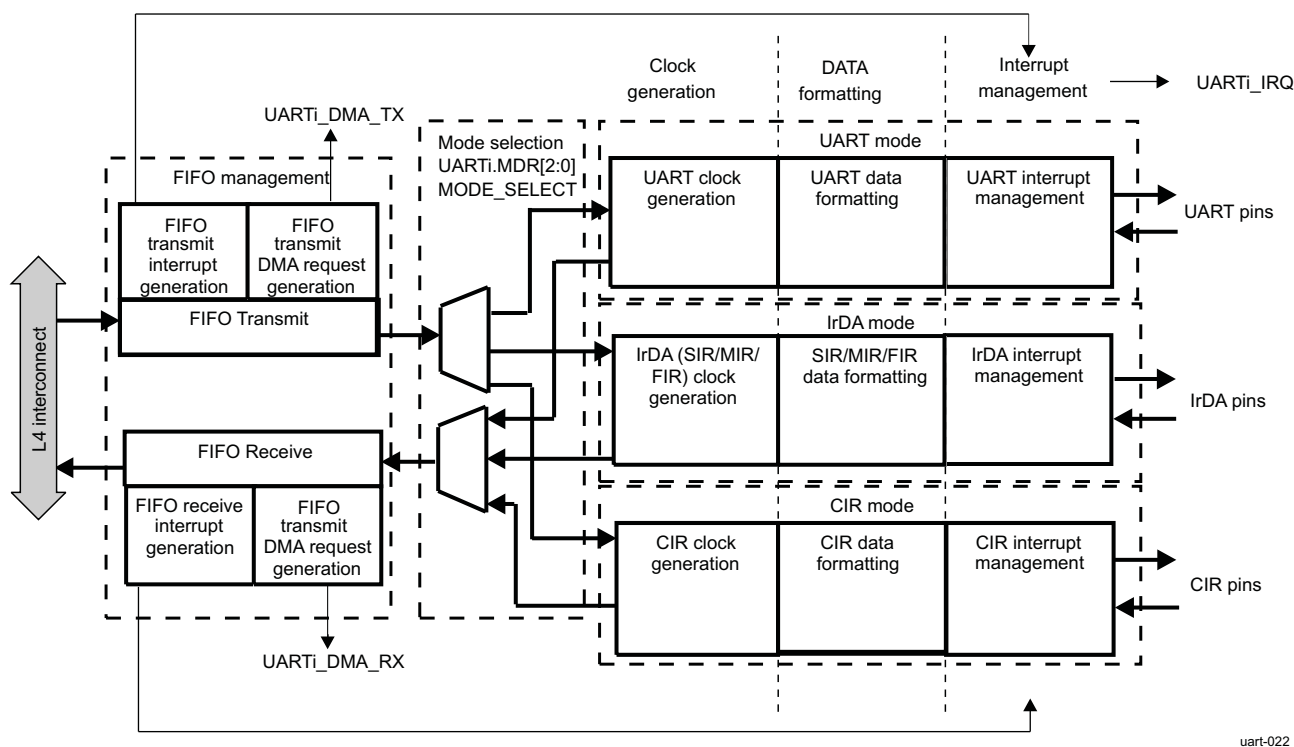 Clock
generation
DATA
formatting
Interrupt
management
UARTi_IRQ
UARTi_DMA_TX
Mode selection
UARTi.MDR[2:0]
MODE_SELECT
FIFO management
FIFO
transmit
interrupt
generation
FIFO
transmit
DMA request
generation
FIFO Transmit
L4 interconnect
FIFO Receive
FIFO receive
interrupt
generation
FIFO
transmit
DMA request
generation
UARTi_DMA_RX
UART mode
UART clock
generation
UART data
formatting
UART interrupt
management
UART pins
IrDA mode
IrDA (SIR/MIR/
FIR) clock
generation
SIR/MIR/FIR
data formatting
IrDA interrupt
management
IrDA pins
CIR mode
CIR clock
generation
CIR data
formatting
CIR interrupt
management
CIR pins
uart-022